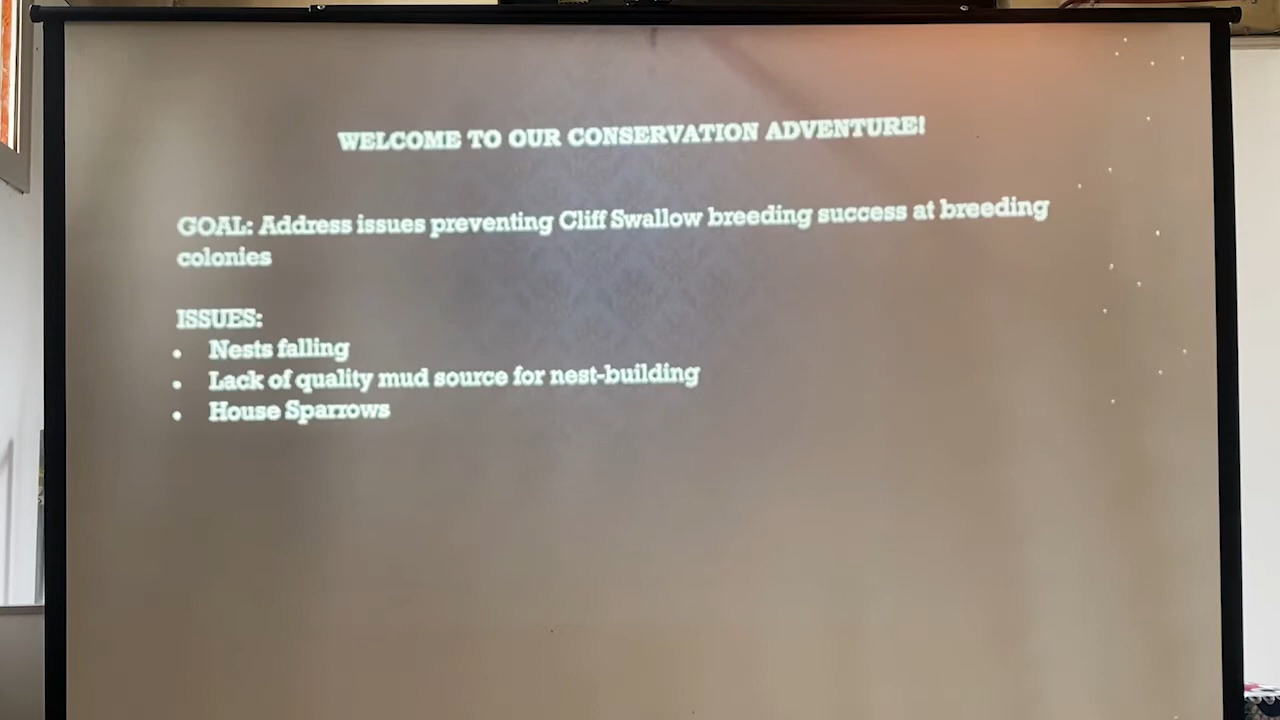 WELCOME TO OUR CONSERVATION ADVENTURE!
GOAL: Address issues preventing Cliff Swallow breeding success at breeding
colonies
ISSUES:
• Nests falling
• Lack of quality mud source for nest-building
• House Sparrows